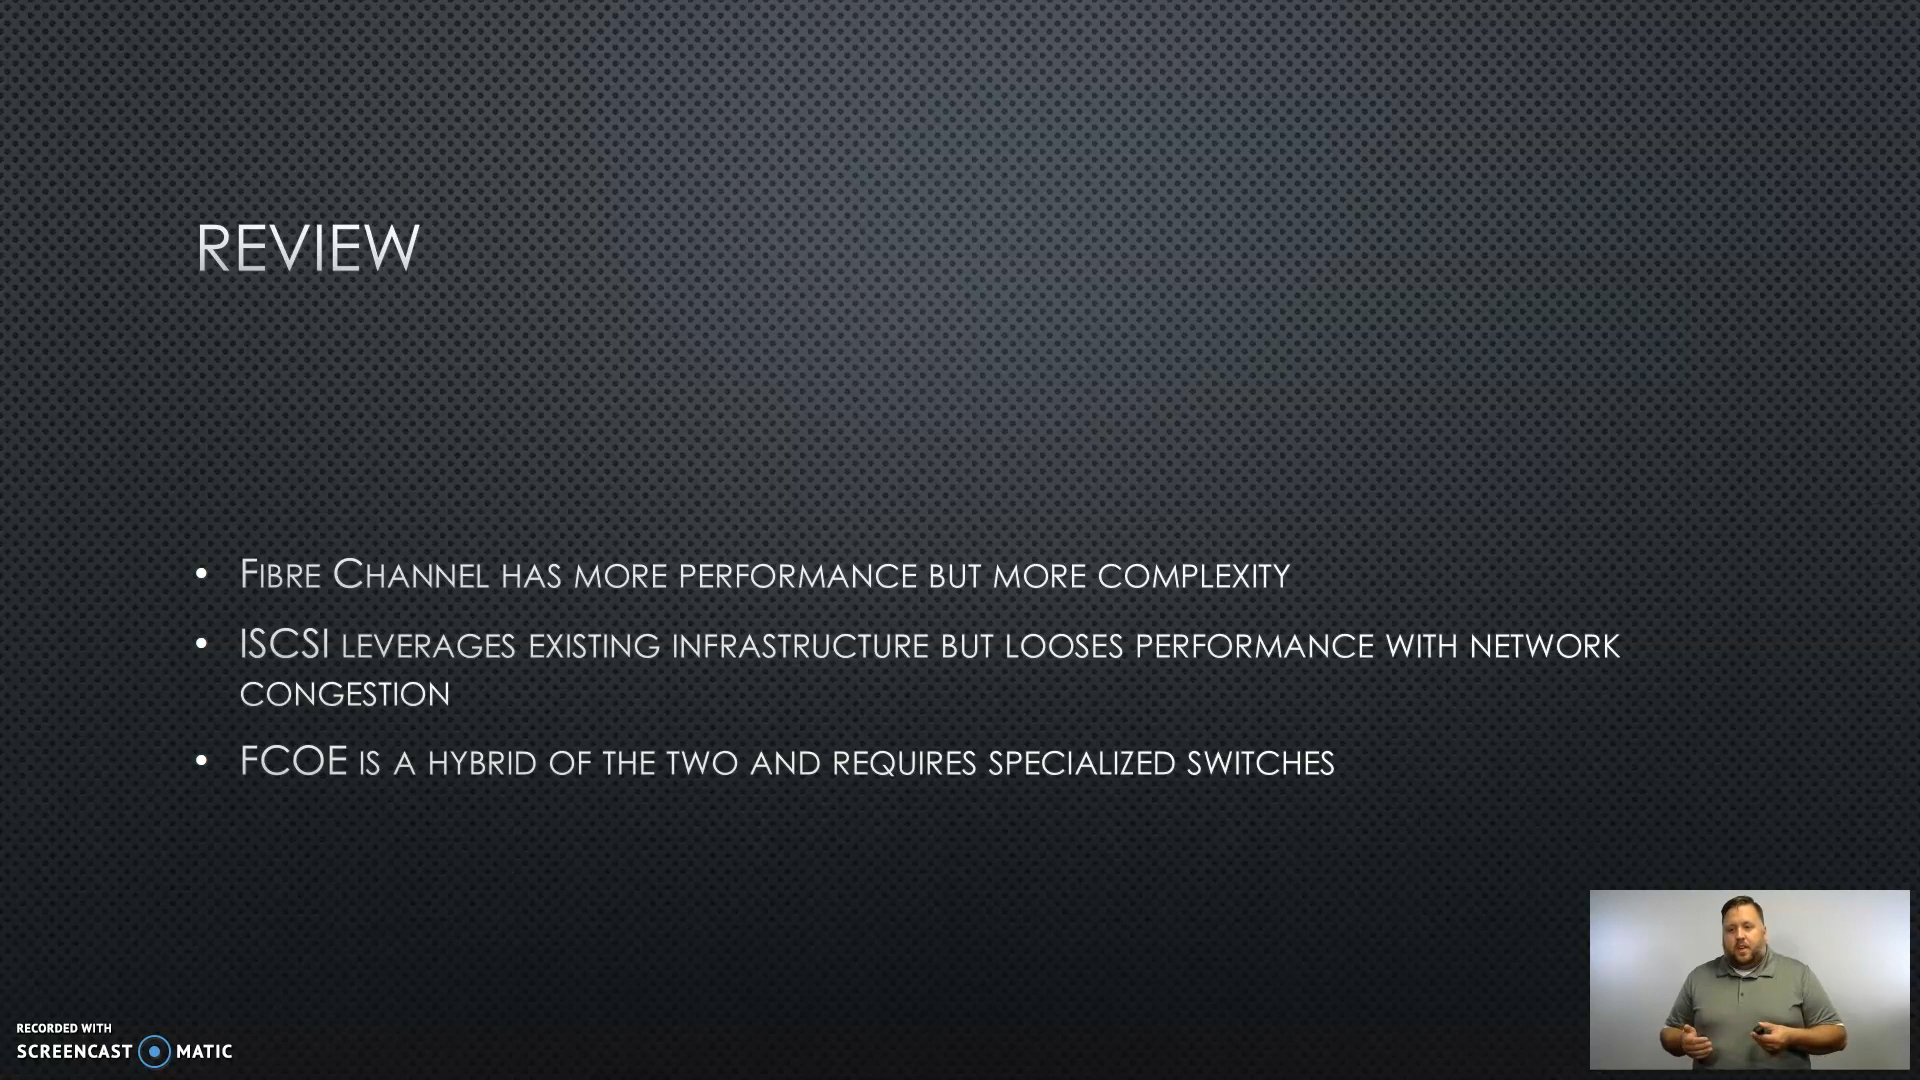 REVIEW
• FIBRE CHANNEL HAS MORE PERFORMANCE BUT MORE COMPLEXITY
• ISCSI LEVERAGES EXISTING INFRASTRUCTURE BUT LOOSES PERFORMANCE WITH NETWORK
CONGESTION
• FCOE IS A HYBRID OF THE TWO AND REQUIRES SPECIALIZED SWITCHES
RECORDED WITH
SCREENCAST MATIC